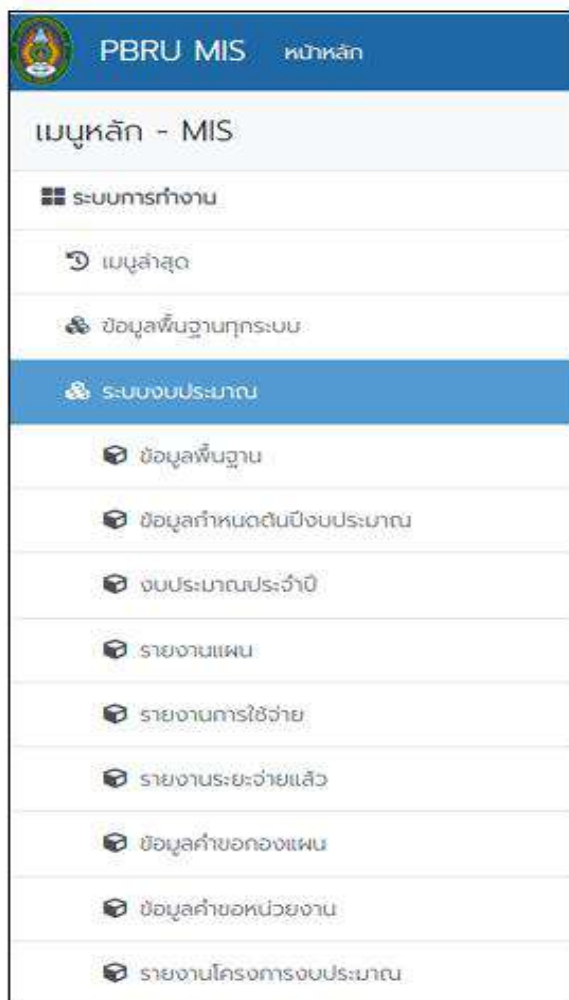 PBRU MIS หน้าหลัก
เมนูหลัก - MIS
ระบบการทำงาน
เมนูล่าสุด
ข้อมูลพื้นฐานทุกระบบ
ระบบงบประมาณ
ข้อมูลพื้นฐาน
ข้อมูลกำหนดต้นปีงบประมาณ
งบประมาณประจำปี
รายงานแผน
รายงานการใช้จ่าย
รายงานระยะจ่ายแล้ว
ข้อมูลคำขอกองแผน
ข้อมูลคำขอหน่วยงาน
รายงานโครงการงบประมาณ